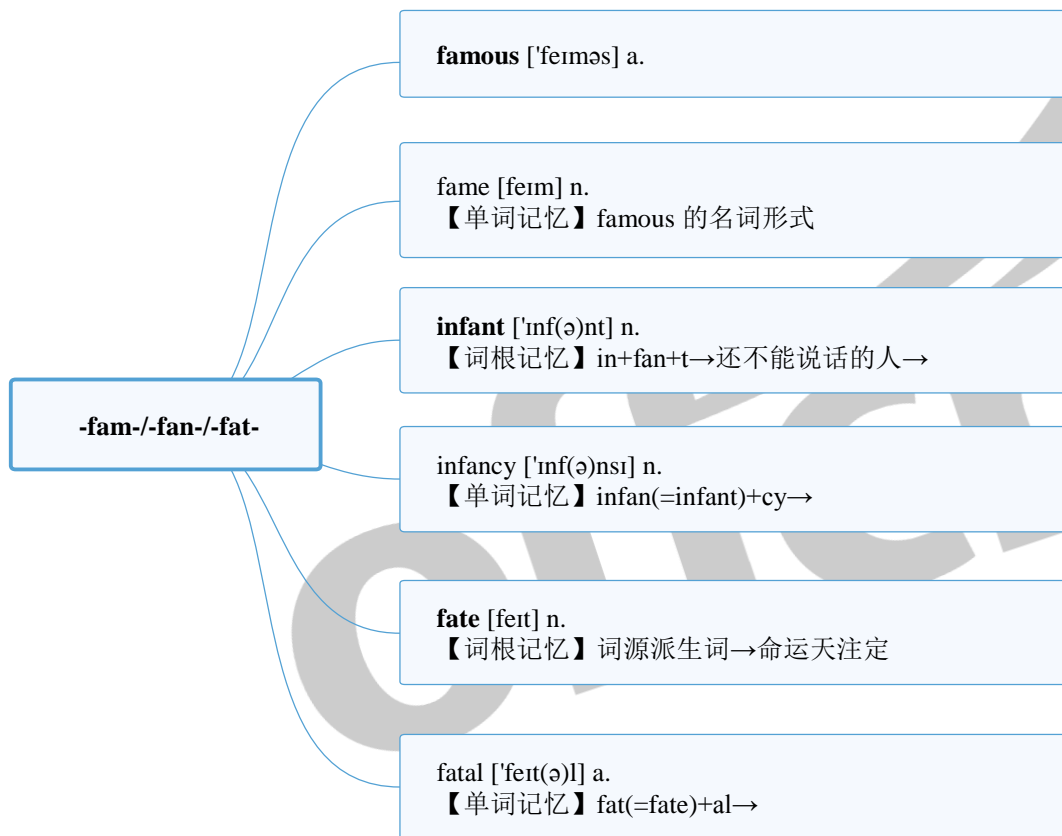 famous ['feɪməs] a.
fame [feɪm] n.
【单词记忆】famous 的名词形式
infant ['ɪnf(ə)nt] n.
【词根记忆】in+fan+t→还不能说话的人→
-fam-/-fan-/-fat-
infancy ['ɪnf(ə)nsɪ] n.
【单词记忆】infan(=infant)+cy→
fate [feɪt] n.
【词根记忆】词源派生词→命运天注定
fatal ['feɪt(ə)l] a.
【单词记忆】fat(=fate)+al→